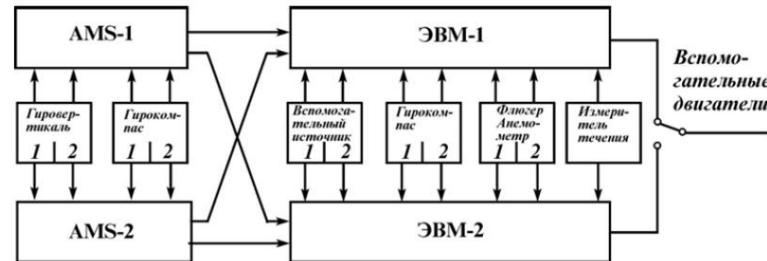 AMS-1
ЭВМ-1
Вспомо-
гательные
двигатели
Гировер-
тикаль
1 2
Гироком-
пас
1 2
Вспомога-
тельный
источник
1 2
Гироком-
пас
1 2
Флюгер
Анемо-
метр
1 2
Измери-
тель
течения
AMS-2
ЭВМ-2